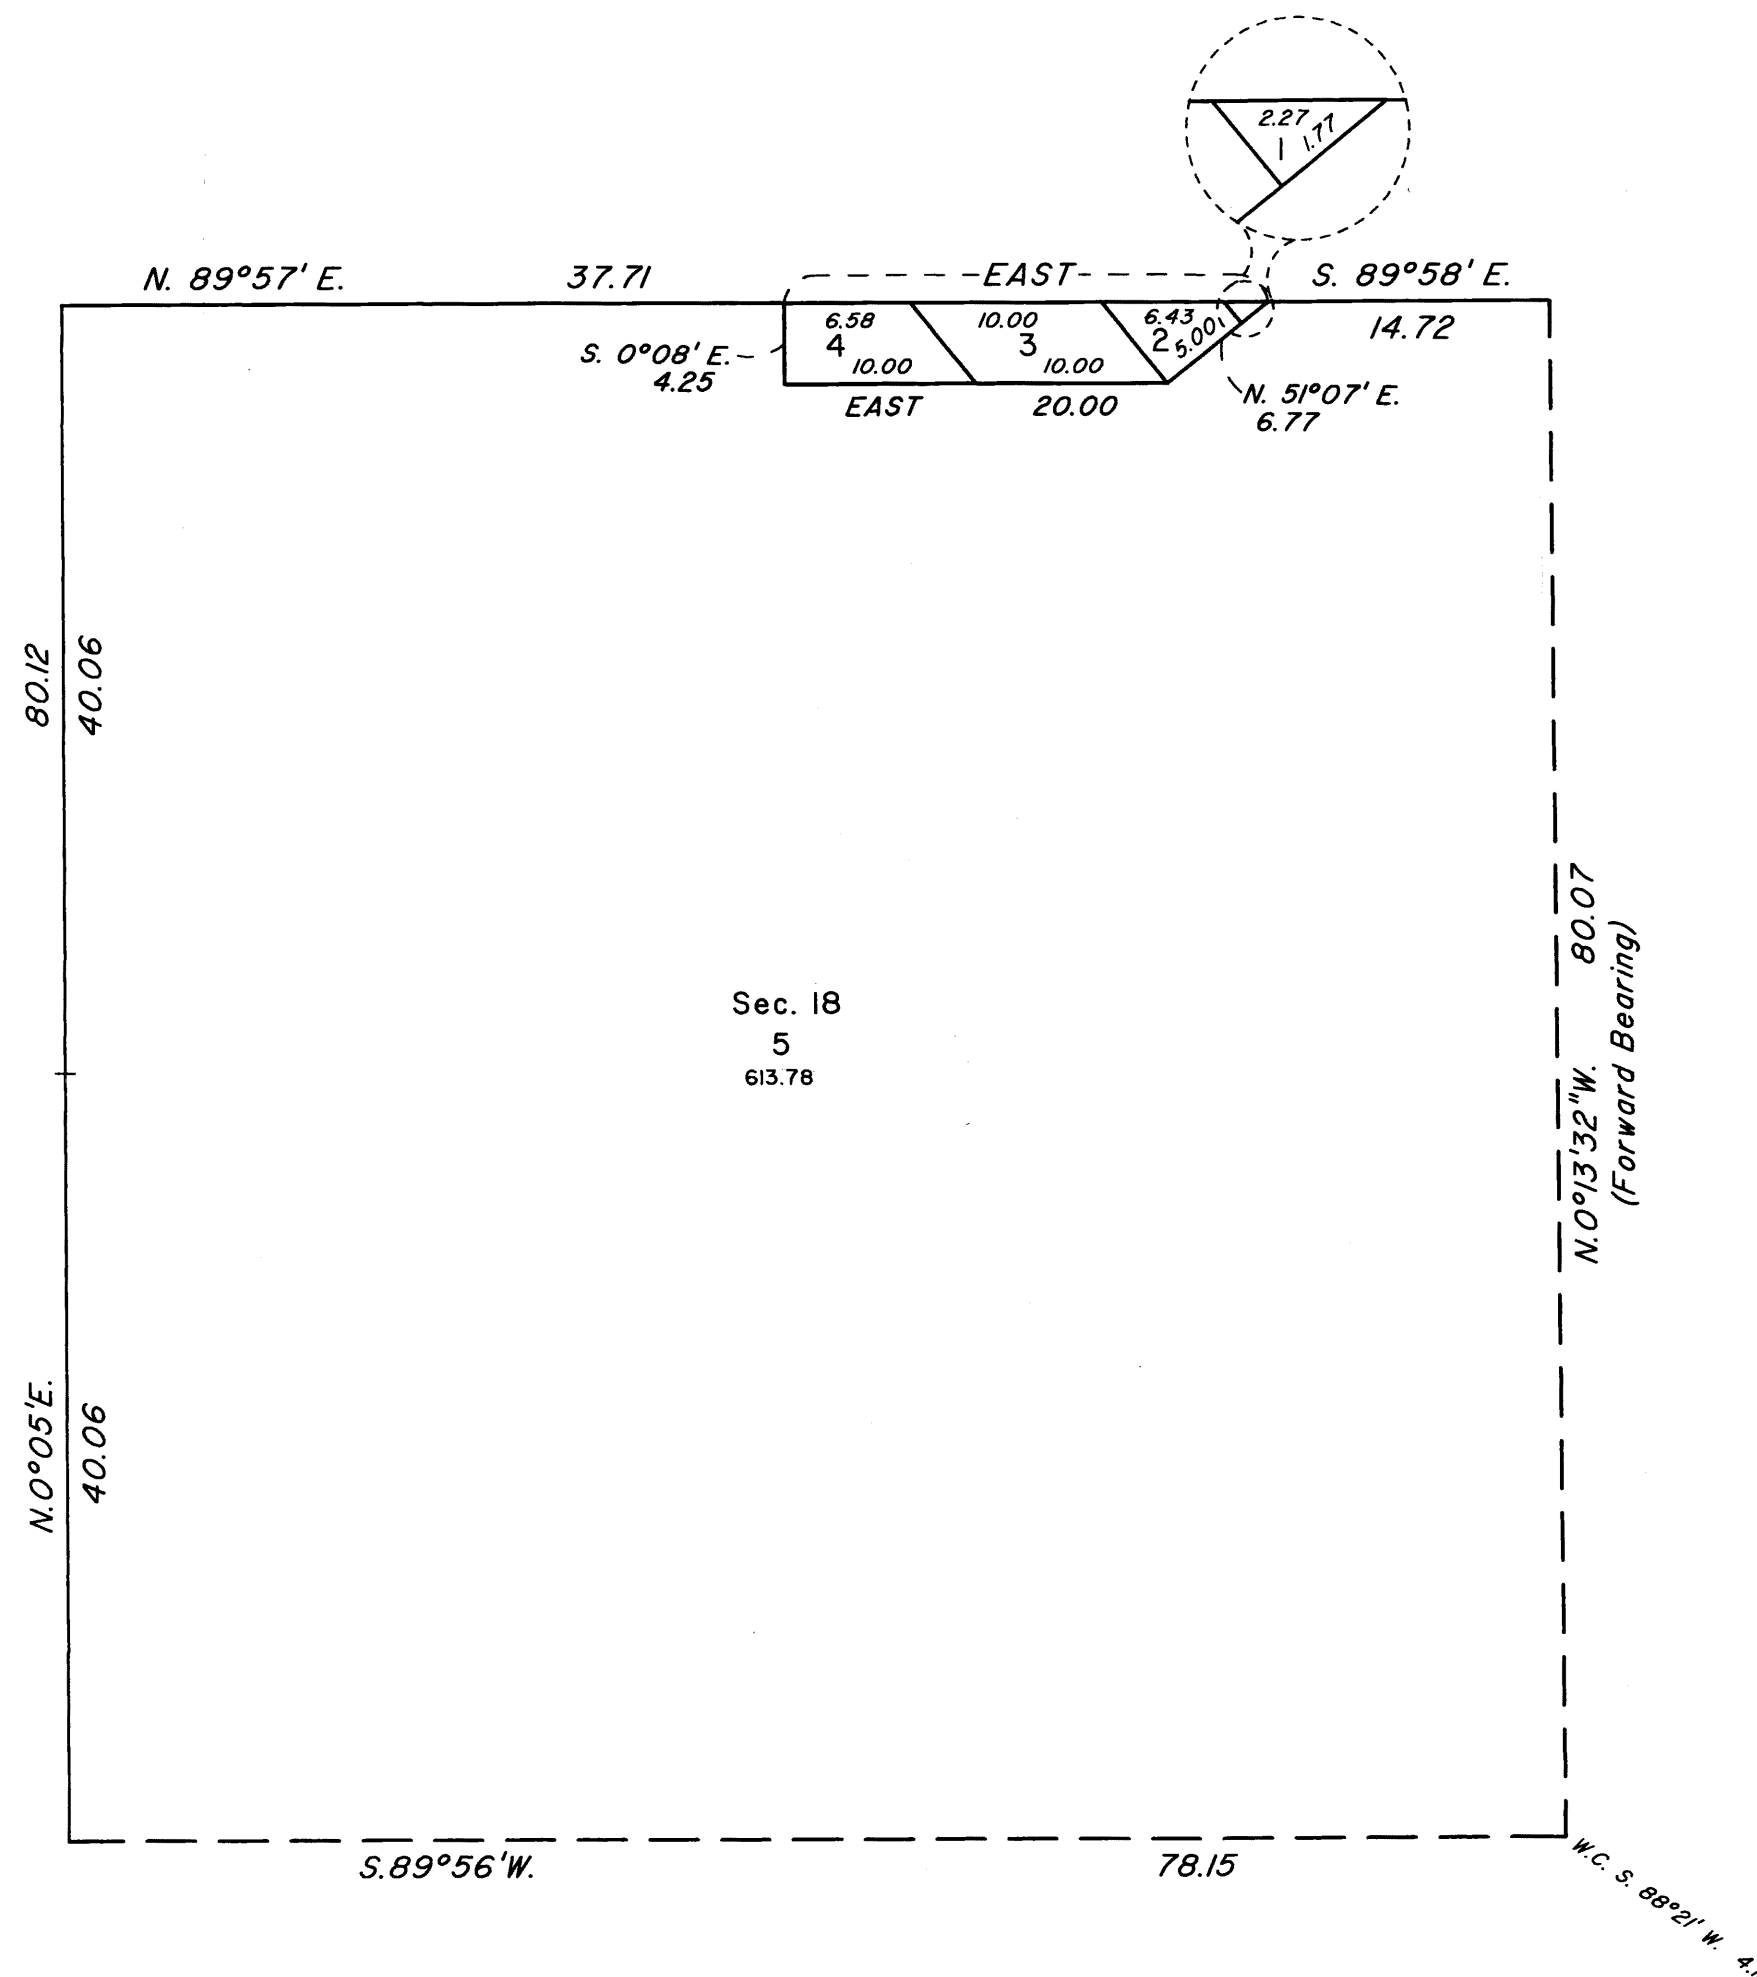 2.27
1.77
1
N. 89°57' E. 37.71 EAST S. 89°58' E.
14.72
6.58 10.00 6.43
4 3 2 5.00
10.00 10.00
S. 0°08' E.
4.25
EAST 20.00
N. 51°07' E.
6.77
80.12
40.06
N.0°05'E.
40.06
Sec. 18
5
613.78
N.0°13'32"W. 80.07
(Forward Bearing)
S.89°56'W. 78.15
W.C. S. 88°21' W.